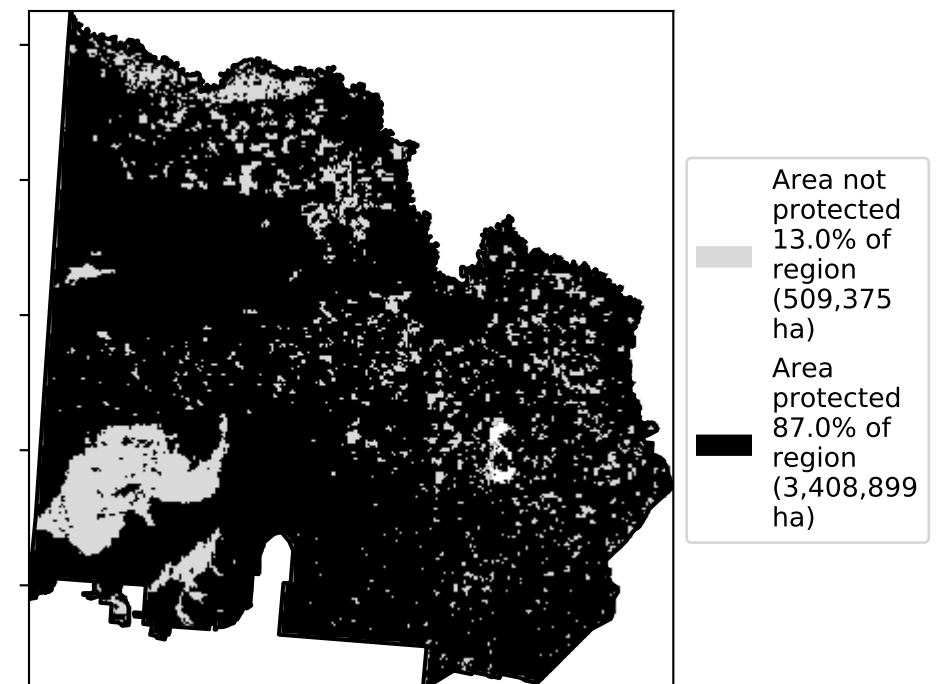 Area not
protected
13.0% of
region
(509,375
ha)
Area
protected
87.0% of
region
(3,408,899
ha)